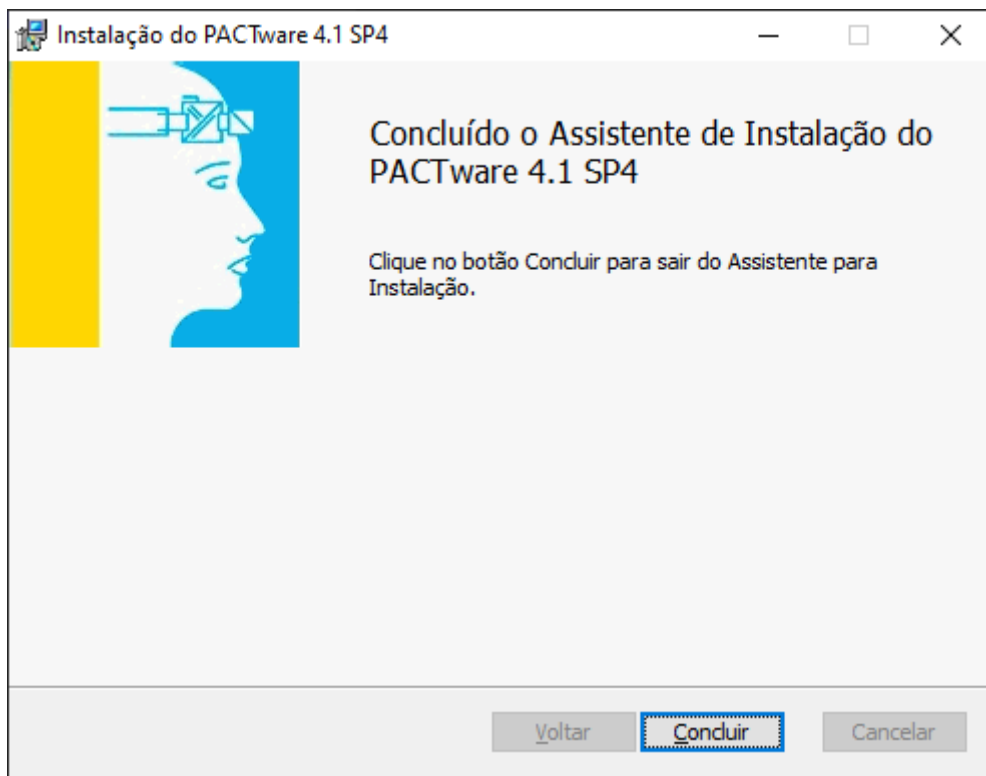 Instalação do PACTware 4.1 SP4
Concluído o Assistente de Instalação do
PACTware 4.1 SP4
Clique no botão Concluir para sair do Assistente para
Instalação.
Voltar
Concluir
Cancelar